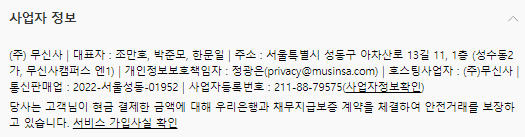 사업자 정보
(주) 무신사 | 대표자 : 조만호, 박준모, 한문일 | 주소 : 서울특별시 성동구 아차산로 13길 11, 1층 (성수동2
가, 무신사캠퍼스 엔1) | 개인정보보호책임자 : 정광은(privacy@musinsa.com) | 호스팅사업자 : (주)무신사 |
통신판매업 : 2022-서울성동-01952 | 사업자등록번호 : 211-88-79575(사업자정보확인)
당사는 고객님이 현금 결제한 금액에 대해 우리은행과 채무지급보증 계약을 체결하여 안전거래를 보장하
고 있습니다. 서비스 가입사실 확인